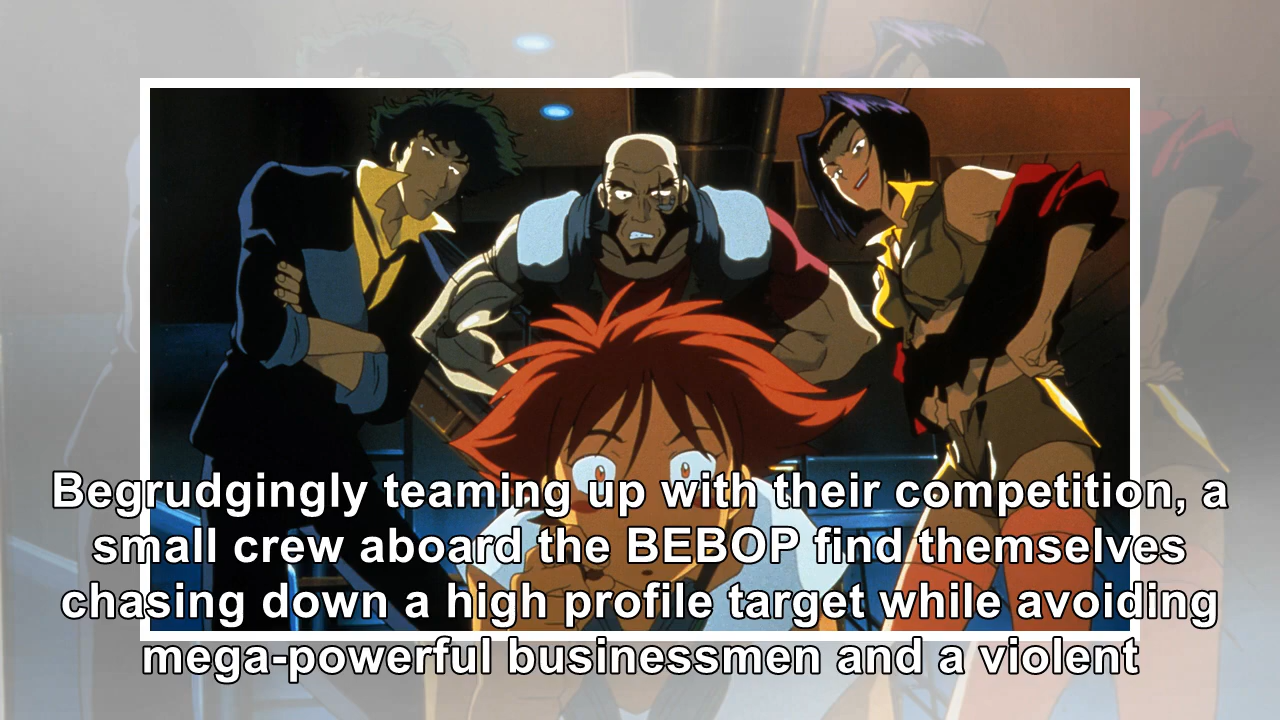 Begrudgingly teaming up with their competition, a
small crew aboard the BEBOP find themselves
chasing down a high profile target while avoiding
mega-powerful businessmen and a violent